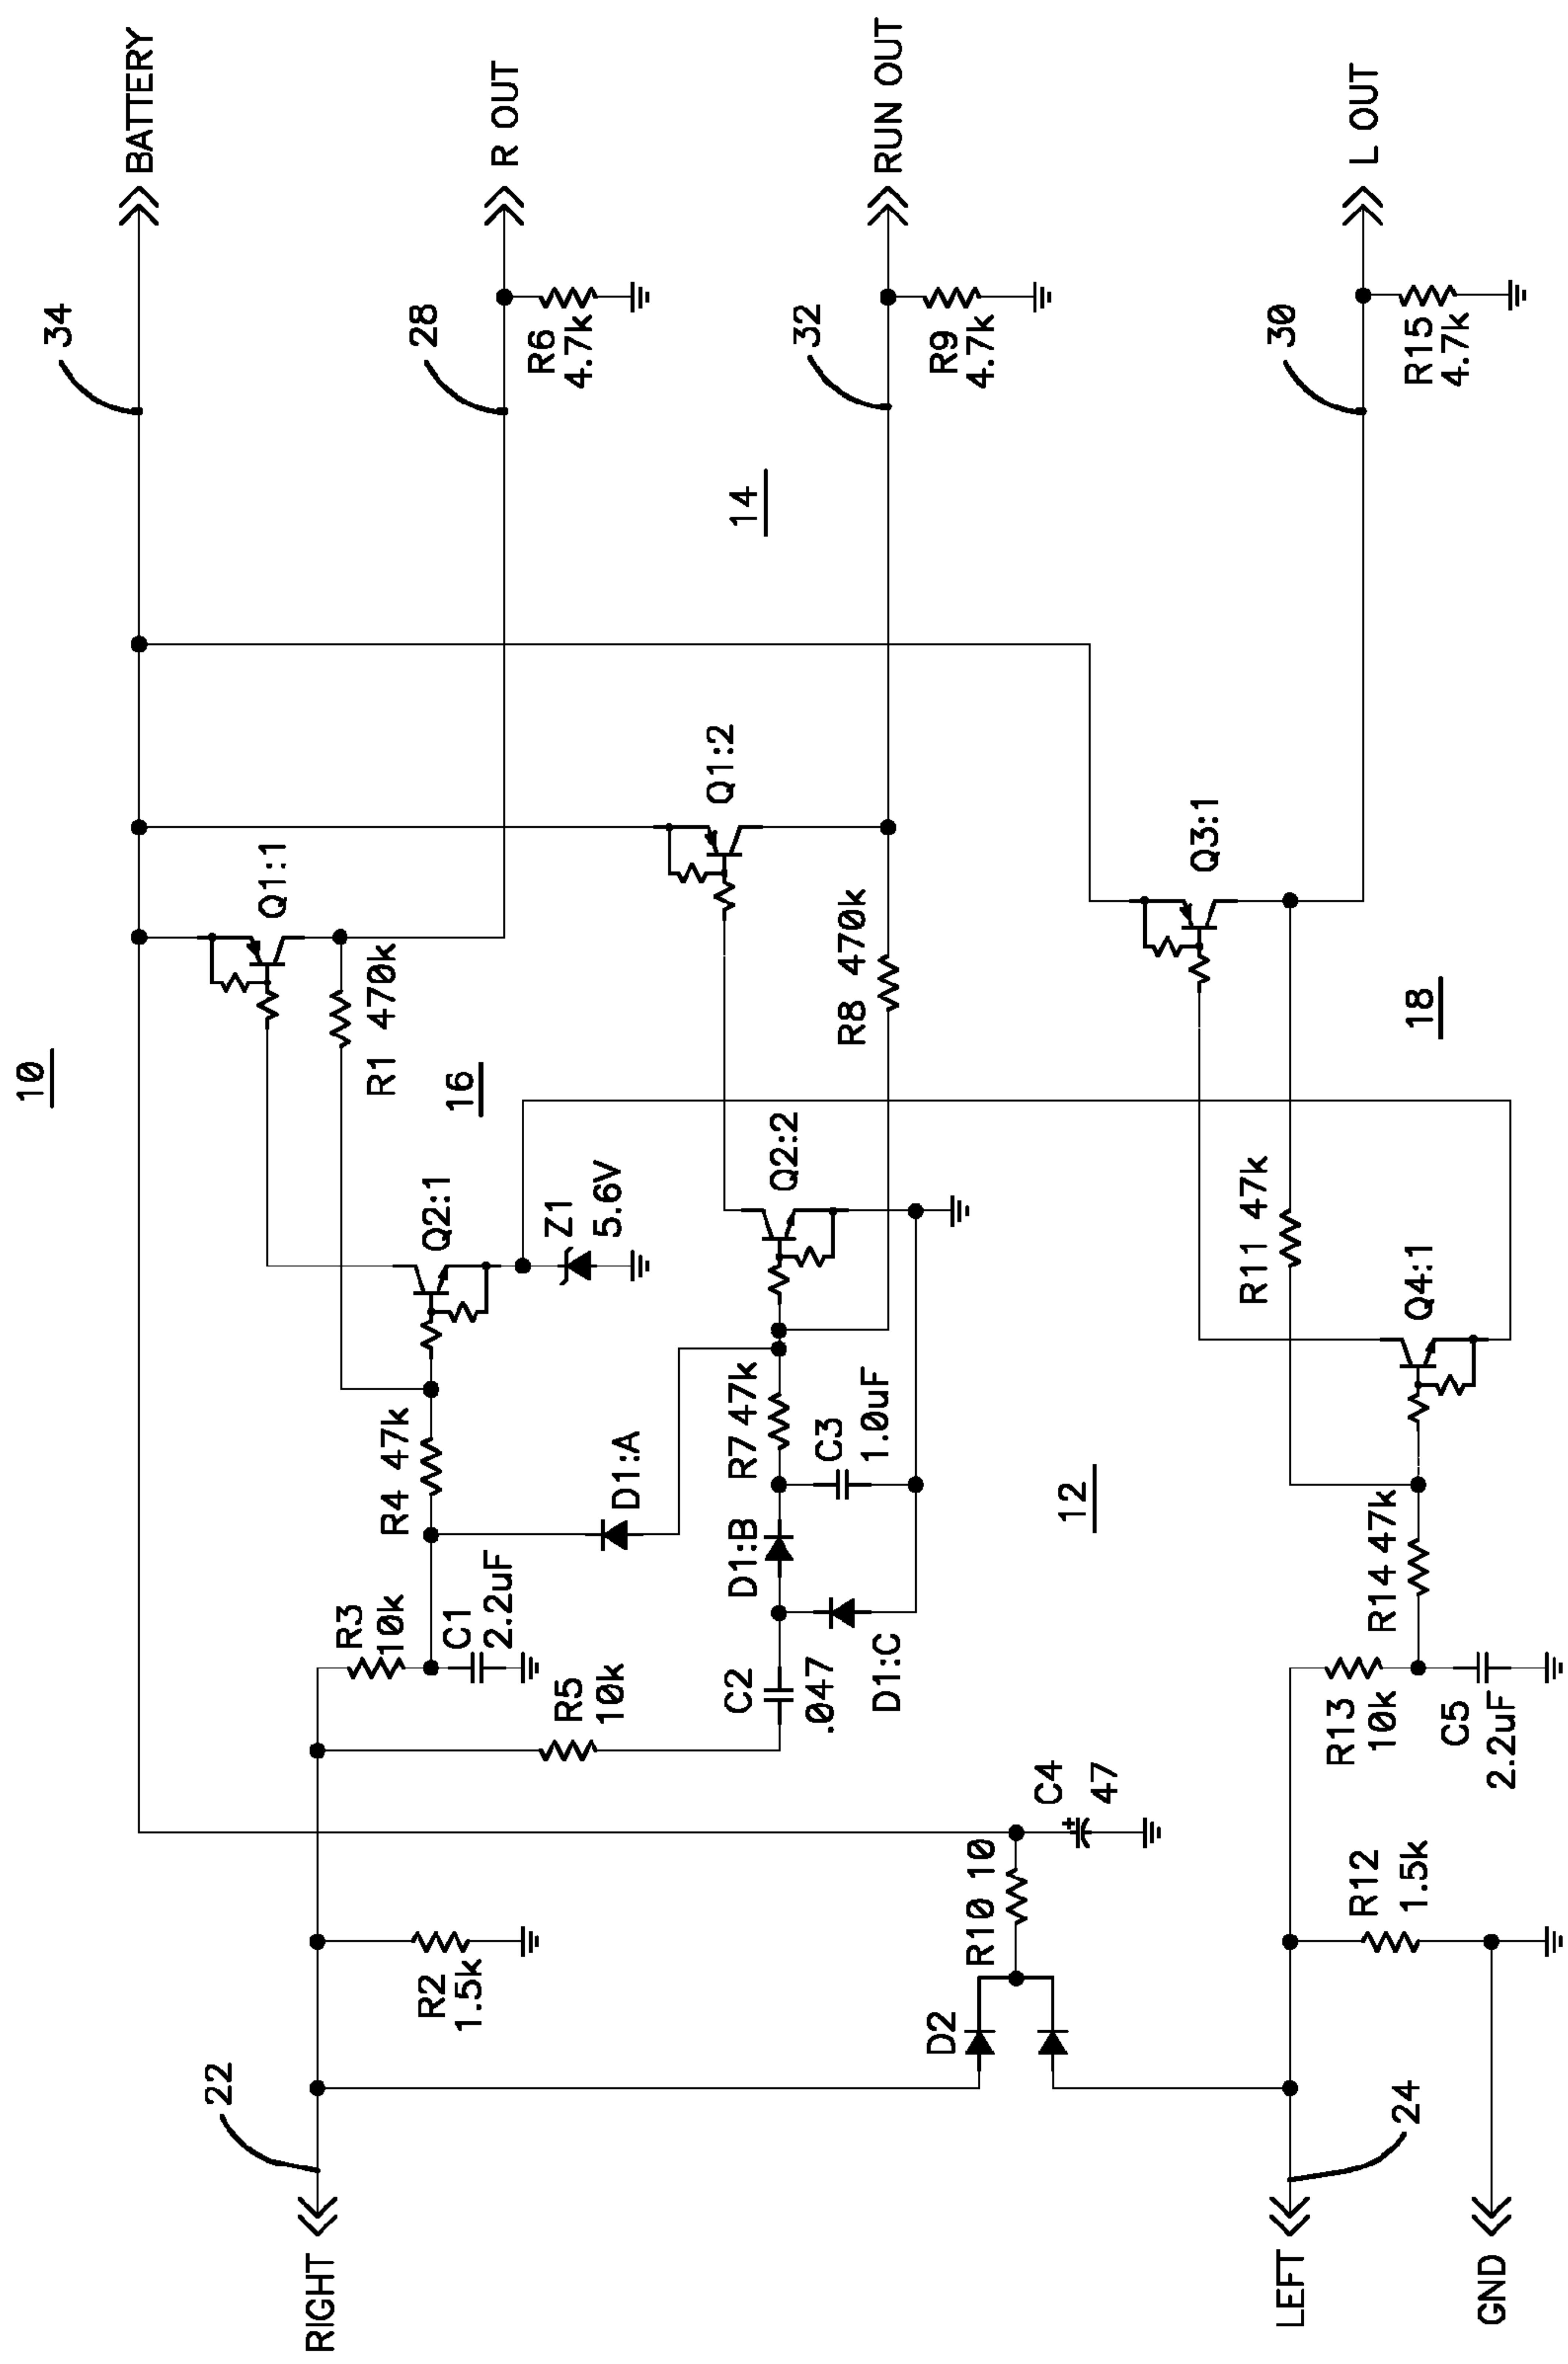 10
34
BATTERY
RIGHT
22
R2
1.5k
R3
10k
C1
2.2uF
R4 47k
Q2:1
Z1
5.6V
R1 470k
Q1:1
16
28
R OUT
R6
4.7k
R5
10k
C2
.047
D1:A
D1:B
D1:C
R7 47k
C3
1.0uF
Q2:2
R8 470k
Q1:2
14
32
RUN OUT
R9
4.7k
12
D2
R10 10
C4
47
LEFT
24
GND
R12
1.5k
R13
10k
C5
2.2uF
R14 47k
R11 47k
Q4:1
Q3:1
18
30
L OUT
R15
4.7k